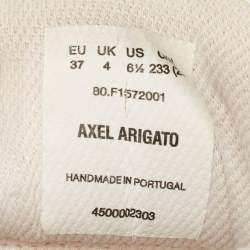 EU UK US
37 4 6½ 233
80.F1572001
AXEL ARIGATO
HANDMADE IN PORTUGAL
4500002303